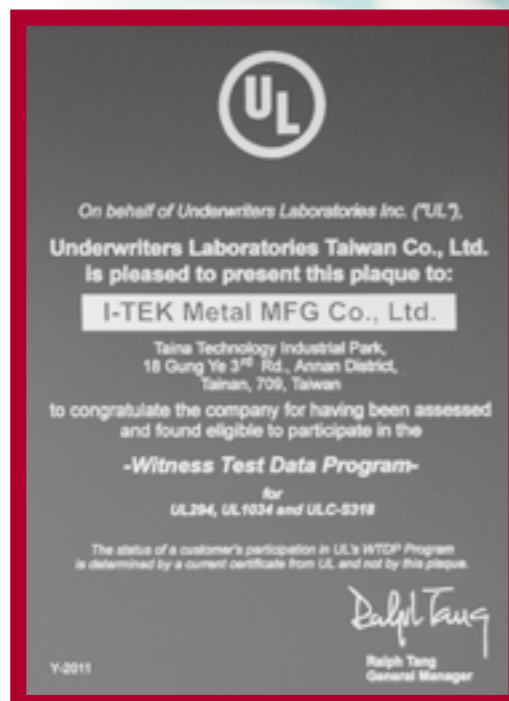 UL
On behalf of Underwriters Laboratories Inc. ("UL"),
Underwriters Laboratories Taiwan Co., Ltd.
is pleased to present this plaque to:
I-TEK Metal MFG Co., Ltd.
Taina Technology Industrial Park,
18 Gung Ye 3rd Rd., Annan District,
Tainan, 709, Taiwan
to congratulate the company for having been assessed
and found eligible to participate in the
-Witness Test Data Program-
for
UL294, UL1034 and ULC-S318
The status of a customer's participation in UL's WTDP Program
is determined by a current certificate from UL and not by this plaque.
Ralph Tang
Ralph Tang
General Manager
Y-2011